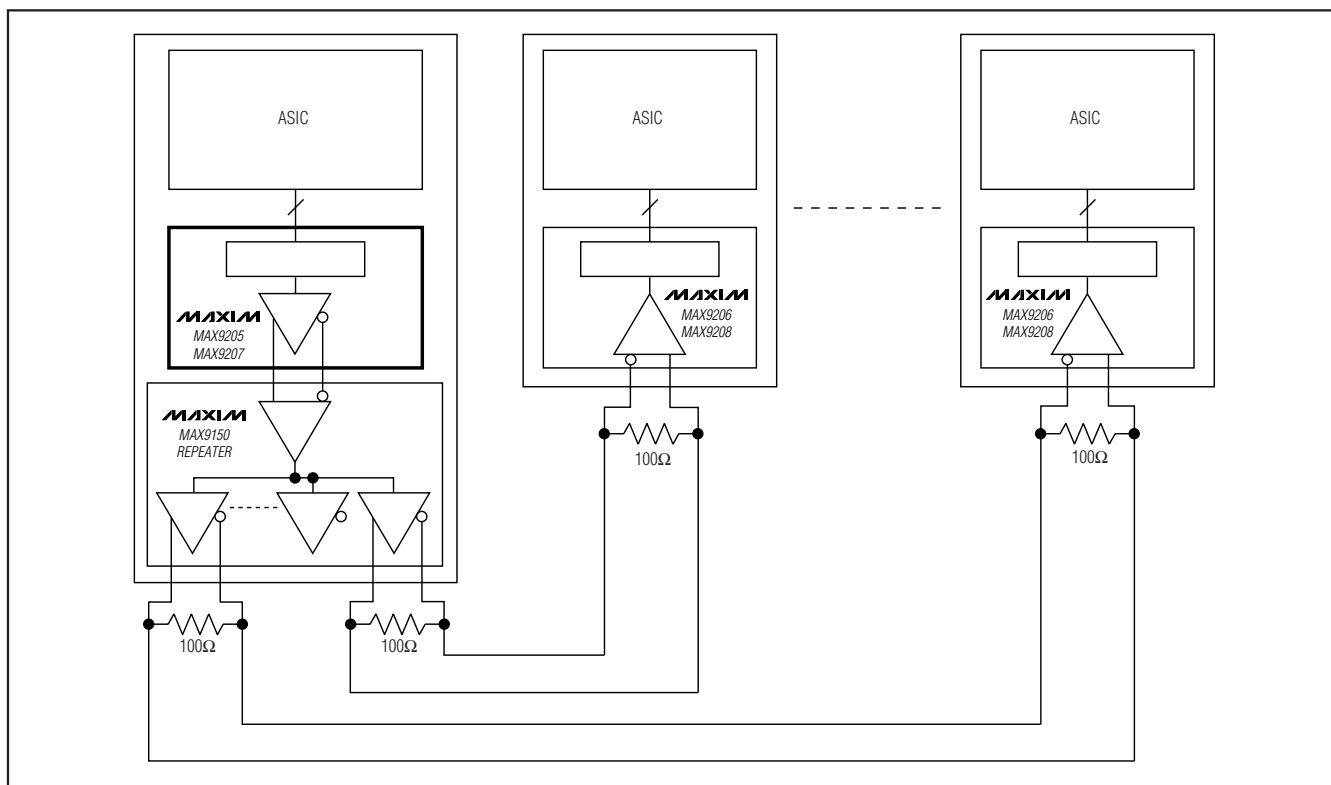 ASIC
ASIC
ASIC
MAXIM
MAX9205
MAX9207
MAXIM
MAX9206
MAX9208
MAXIM
MAX9206
MAX9208
MAXIM
MAX9150
REPEATER
100Ω
100Ω
100Ω
100Ω